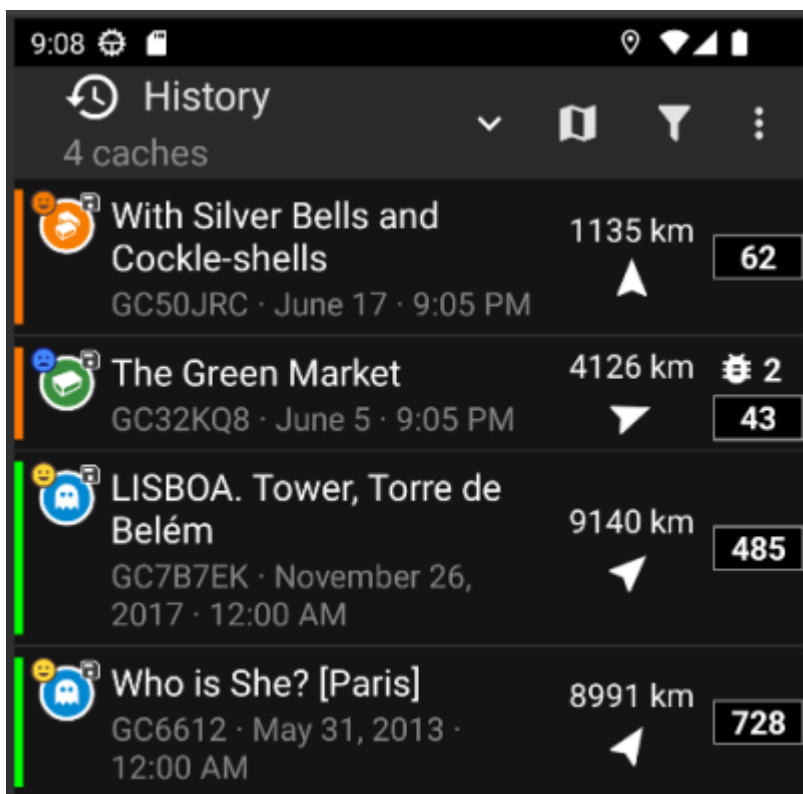 9:08
History
4 caches
With Silver Bells and
Cockle-shells
GC50JRC · June 17 · 9:05 PM
1135 km
62
The Green Market
GC32KQ8 · June 5 · 9:05 PM
4126 km
2
43
LISBOA. Tower, Torre de
Belém
GC7B7EK · November 26,
2017 · 12:00 AM
9140 km
485
Who is She? [Paris]
GC6612 · May 31, 2013 ·
12:00 AM
8991 km
728